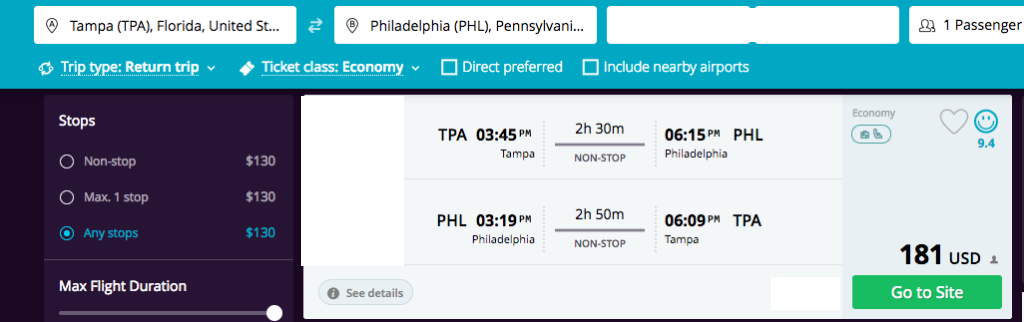 A Tampa (TPA), Florida, United St...
B Philadelphia (PHL), Pennsylvani...
1 Passenger
Trip type: Return trip
Ticket class: Economy
Direct preferred
Include nearby airports
Stops
Non-stop $130
Max. 1 stop $130
Any stops $130
Max Flight Duration
TPA 03:45 PM
Tampa
2h 30m
NON-STOP
06:15 PM PHL
Philadelphia
PHL 03:19 PM
Philadelphia
2h 50m
NON-STOP
06:09 PM TPA
Tampa
See details
Economy
9.4
181 USD
Go to Site